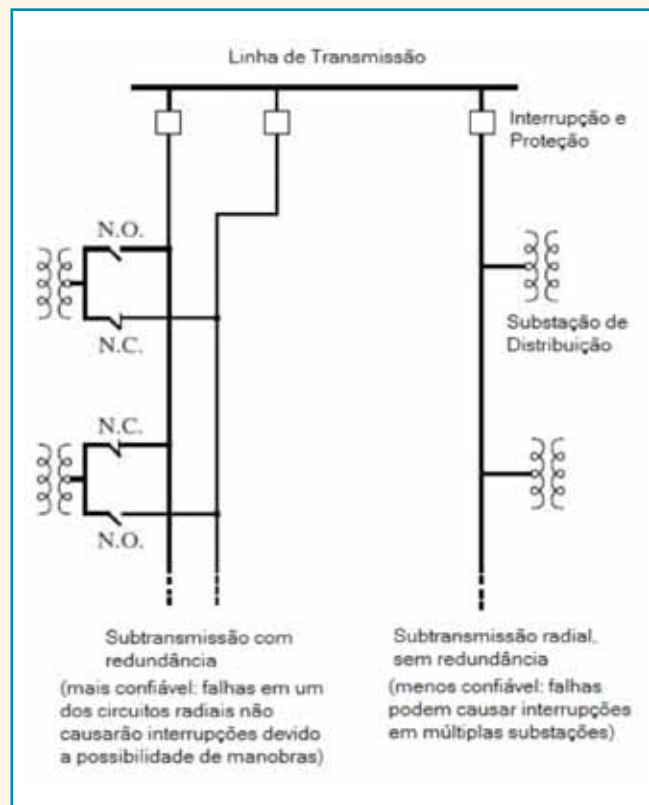 Linha de Transmissão
Interrupção e
Proteção
N.O.
N.C.
Substação de
Distribuição
N.C.
N.O.
Subtransmissão com
redundância
(mais confiável: falhas em um
dos circuitos radiais não
causarão interrupções devido
a possibilidade de manobras)
Subtransmissão radial,
sem redundância
(menos confiável: falhas
podem causar interrupções
em múltiplas substações)